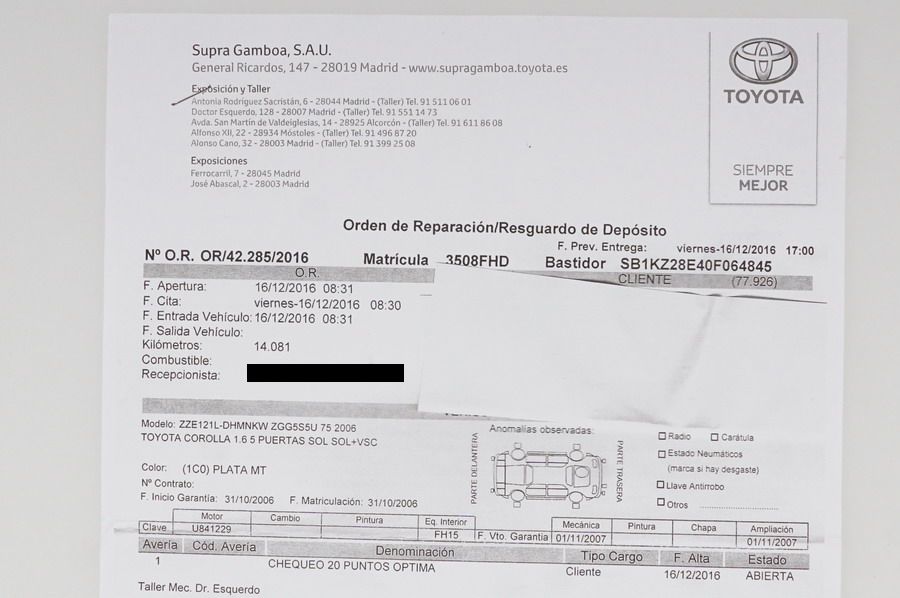 Supra Gamboa, S.A.U.
General Ricardos, 147 - 28019 Madrid - www.supragamboa.toyota.es
Exposición y Taller
Antonia Rodríguez Sacristán, 6 - 28044 Madrid - (Taller) Tel. 91 511 06 01
Doctor Esquerdo, 128 - 28007 Madrid - (Taller) Tel. 91 551 14 73
Avda. San Martín de Valdeiglesias, 14 - 28925 Alcorcón - (Taller) Tel. 91 611 86 08
Alfonso XII, 22 - 28934 Móstoles - (Taller) Tel. 91 496 87 20
Alonso Cano, 32 - 28003 Madrid - (Taller) Tel. 91 399 25 08
Exposiciones
Ferrocarril, 7 - 28045 Madrid
José Abascal, 2 - 28003 Madrid
TOYOTA
SIEMPRE
MEJOR
Orden de Reparación/Resguardo de Depósito
F. Prev. Entrega: viernes-16/12/2016 17:00
Nº O.R. OR/42.285/2016 Matrícula 3508FHD Bastidor SB1KZ28E40F064845
O.R. CLIENTE (77.926)
F. Apertura: 16/12/2016 08:31
F. Cita: viernes-16/12/2016 08:30
F. Entrada Vehículo: 16/12/2016 08:31
F. Salida Vehículo:
Kilómetros: 14.081
Combustible:
Recepcionista:
Modelo: ZZE121L-DHMNKW ZGG5S5U 75 2006
TOYOTA COROLLA 1.6 5 PUERTAS SOL SOL+VSC
Color: (1C0) PLATA MT
Nº Contrato:
F. Inicio Garantía: 31/10/2006 F. Matriculación: 31/10/2006
Anomalías observadas:
PARTE DELANTERA
PARTE TRASERA
Radio Carátula
Estado Neumáticos
(marca si hay desgaste)
Llave Antirrobo
Otros
Motor Cambio Pintura Eq. Interior Mecánica Pintura Chapa Ampliación
Clave U841229 FH15 F. Vto. Garantia 01/11/2007 01/11/2007
Avería Cód. Avería Denominación Tipo Cargo F. Alta Estado
1 CHEQUEO 20 PUNTOS OPTIMA Cliente 16/12/2016 ABIERTA
Taller Mec. Dr. Esquerdo